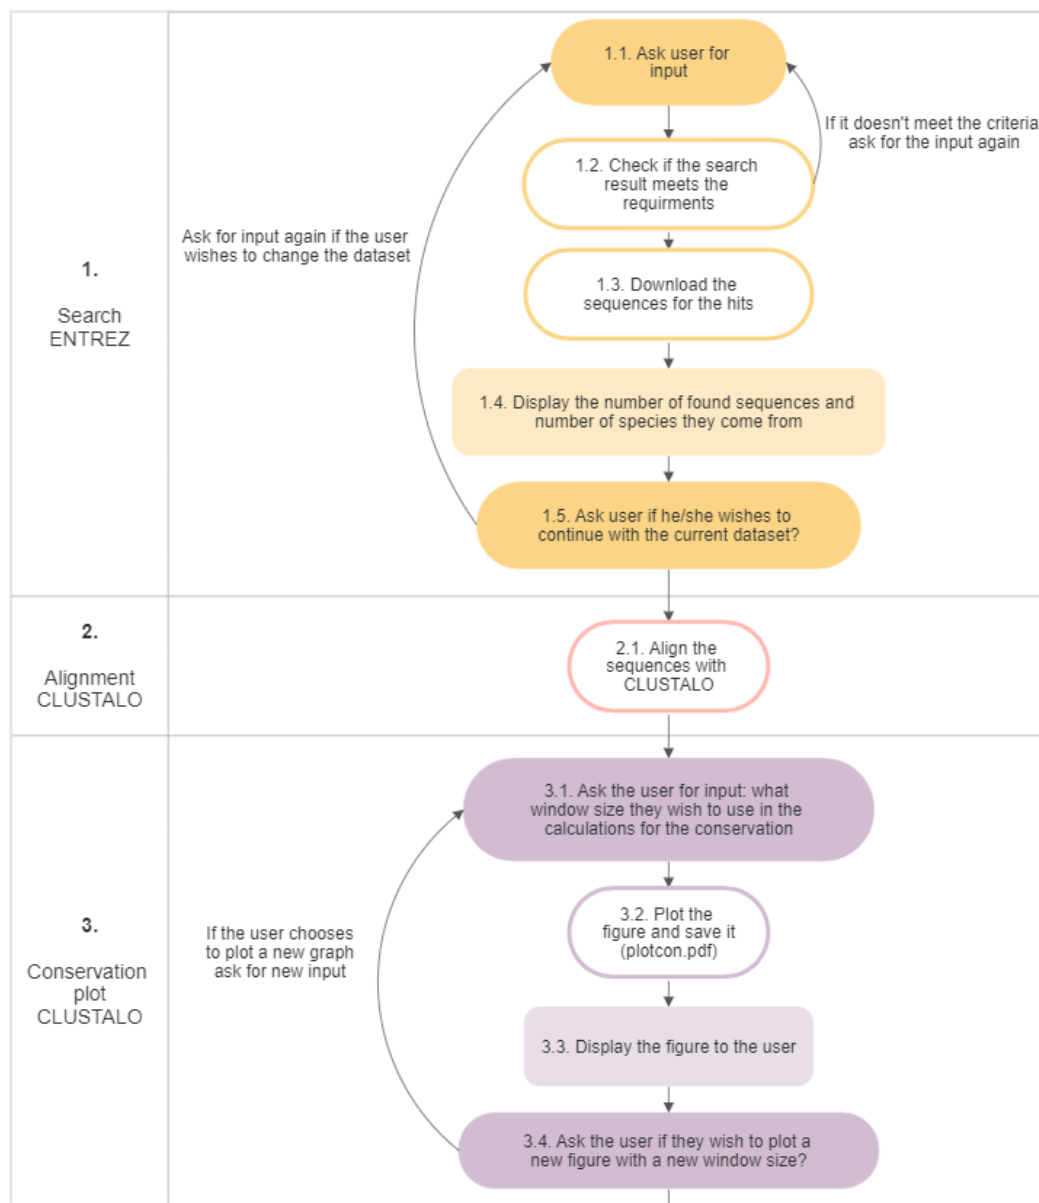 1.
Search
ENTREZ
1.1. Ask user for
input
If it doesn't meet the criteria
ask for the input again
1.2. Check if the search
result meets the
requirments
Ask for input again if the user
wishes to change the dataset
1.3. Download the
sequences for the hits
1.4. Display the number of found sequences and
number of species they come from
1.5. Ask user if he/she wishes to
continue with the current dataset?
2.
Alignment
CLUSTALO
2.1. Align the
sequences with
CLUSTALO
3.
Conservation
plot
CLUSTALO
3.1. Ask the user for input: what
window size they wish to use in the
calculations for the conservation
3.2. Plot the
figure and save it
(plotcon.pdf)
If the user chooses
to plot a new graph
ask for new input
3.3. Display the figure to the user
3.4. Ask the user if they wish to plot a
new figure with a new window size?